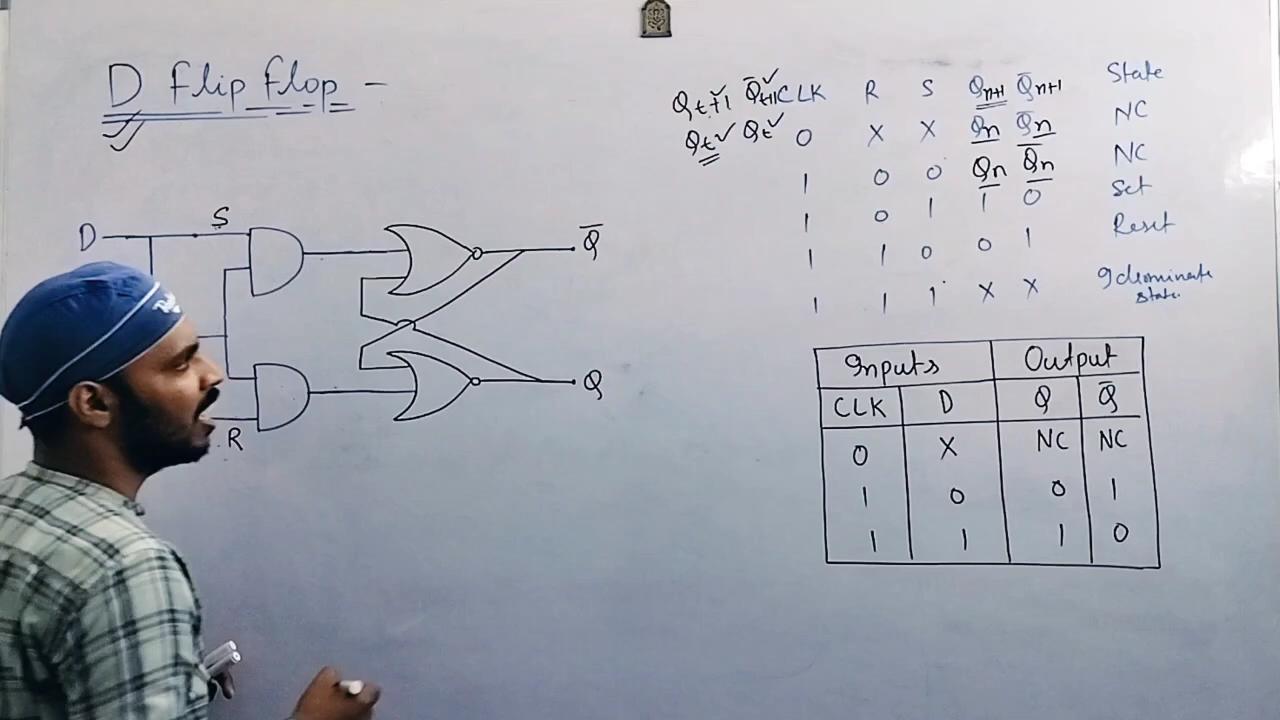 D Flip Flop -
Qt+1 Q̅t+1 CLK R S Qn+1 Q̅n+1 State
Qt Qt 0 X X Qn Q̅n NC
1 0 0 Qn Q̅n NC
1 0 1 1 0 Set
1 1 0 0 1 Reset
1 1 1 X X state.
D S Q̅
R Q
Inputs Output
CLK D Q Q̅
0 X NC NC
1 0 0 1
1 1 1 0